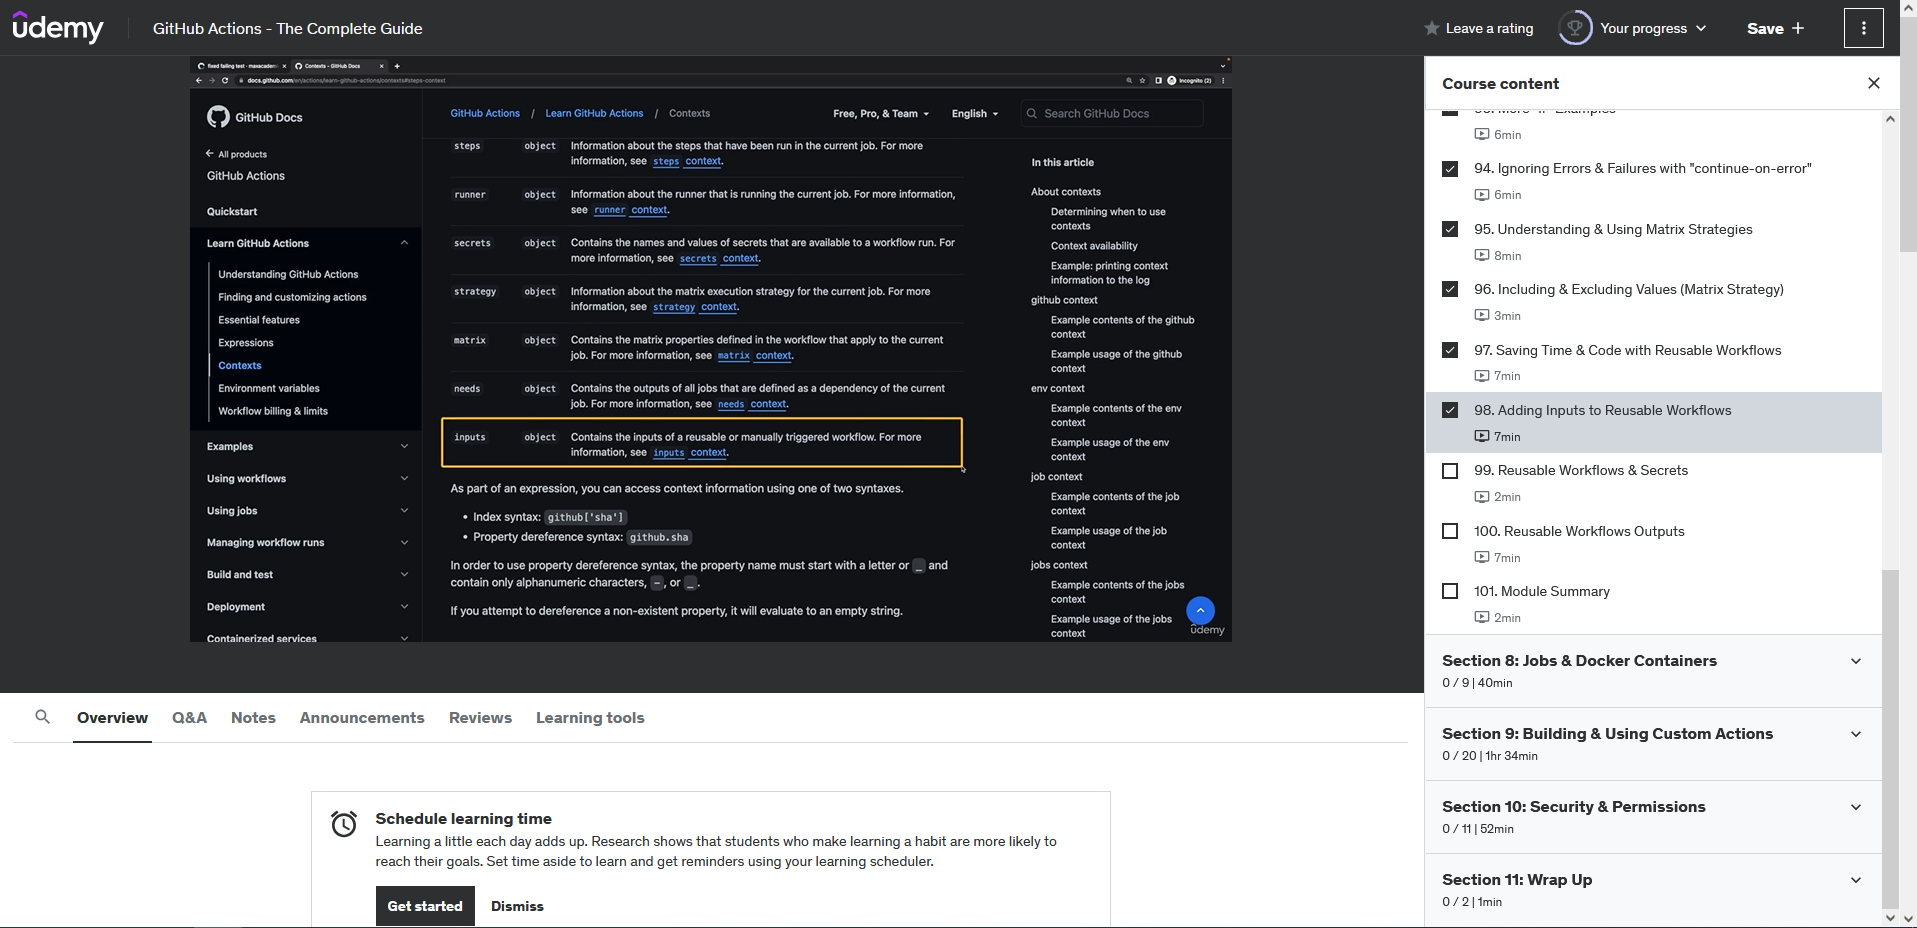 udemy
GitHub Actions - The Complete Guide
Leave a rating
Your progress
Save
fixed failing test · maxacadem
Contexts - GitHub Docs
docs.github.com/en/actions/learn-github-actions/contexts#steps-context
Incognito (2)
GitHub Docs
All products
GitHub Actions
Quickstart
Learn GitHub Actions
Understanding GitHub Actions
Finding and customizing actions
Essential features
Expressions
Contexts
Environment variables
Workflow billing & limits
Examples
Using workflows
Using jobs
Managing workflow runs
Build and test
Deployment
Containerized services
GitHub Actions / Learn GitHub Actions / Contexts
Free, Pro, & Team
English
Search GitHub Docs
steps object Information about the steps that have been run in the current job. For more
information, see steps context.
runner object Information about the runner that is running the current job. For more information,
see runner context.
secrets object Contains the names and values of secrets that are available to a workflow run. For
more information, see secrets context.
strategy object Information about the matrix execution strategy for the current job. For more
information, see strategy context.
matrix object Contains the matrix properties defined in the workflow that apply to the current
job. For more information, see matrix context.
needs object Contains the outputs of all jobs that are defined as a dependency of the current
job. For more information, see needs context.
inputs object Contains the inputs of a reusable or manually triggered workflow. For more
information, see inputs context.
As part of an expression, you can access context information using one of two syntaxes.
• Index syntax: github['sha']
• Property dereference syntax: github.sha
In order to use property dereference syntax, the property name must start with a letter or _ and
contain only alphanumeric characters, -, or _.
If you attempt to dereference a non-existent property, it will evaluate to an empty string.
In this article
About contexts
Determining when to use
contexts
Context availability
Example: printing context
information to the log
github context
Example contents of the github
context
Example usage of the github
context
env context
Example contents of the env
context
Example usage of the env
context
job context
Example contents of the job
context
Example usage of the job
context
jobs context
Example contents of the jobs
context
Example usage of the jobs
context
udemy
Course content
6min
94. Ignoring Errors & Failures with "continue-on-error"
6min
95. Understanding & Using Matrix Strategies
8min
96. Including & Excluding Values (Matrix Strategy)
3min
97. Saving Time & Code with Reusable Workflows
7min
98. Adding Inputs to Reusable Workflows
7min
99. Reusable Workflows & Secrets
2min
100. Reusable Workflows Outputs
7min
101. Module Summary
2min
Section 8: Jobs & Docker Containers
0 / 9 | 40min
Section 9: Building & Using Custom Actions
0 / 20 | 1hr 34min
Section 10: Security & Permissions
0 / 11 | 52min
Section 11: Wrap Up
0 / 2 | 1min
Overview
Q&A
Notes
Announcements
Reviews
Learning tools
Schedule learning time
Learning a little each day adds up. Research shows that students who make learning a habit are more likely to
reach their goals. Set time aside to learn and get reminders using your learning scheduler.
Get started
Dismiss